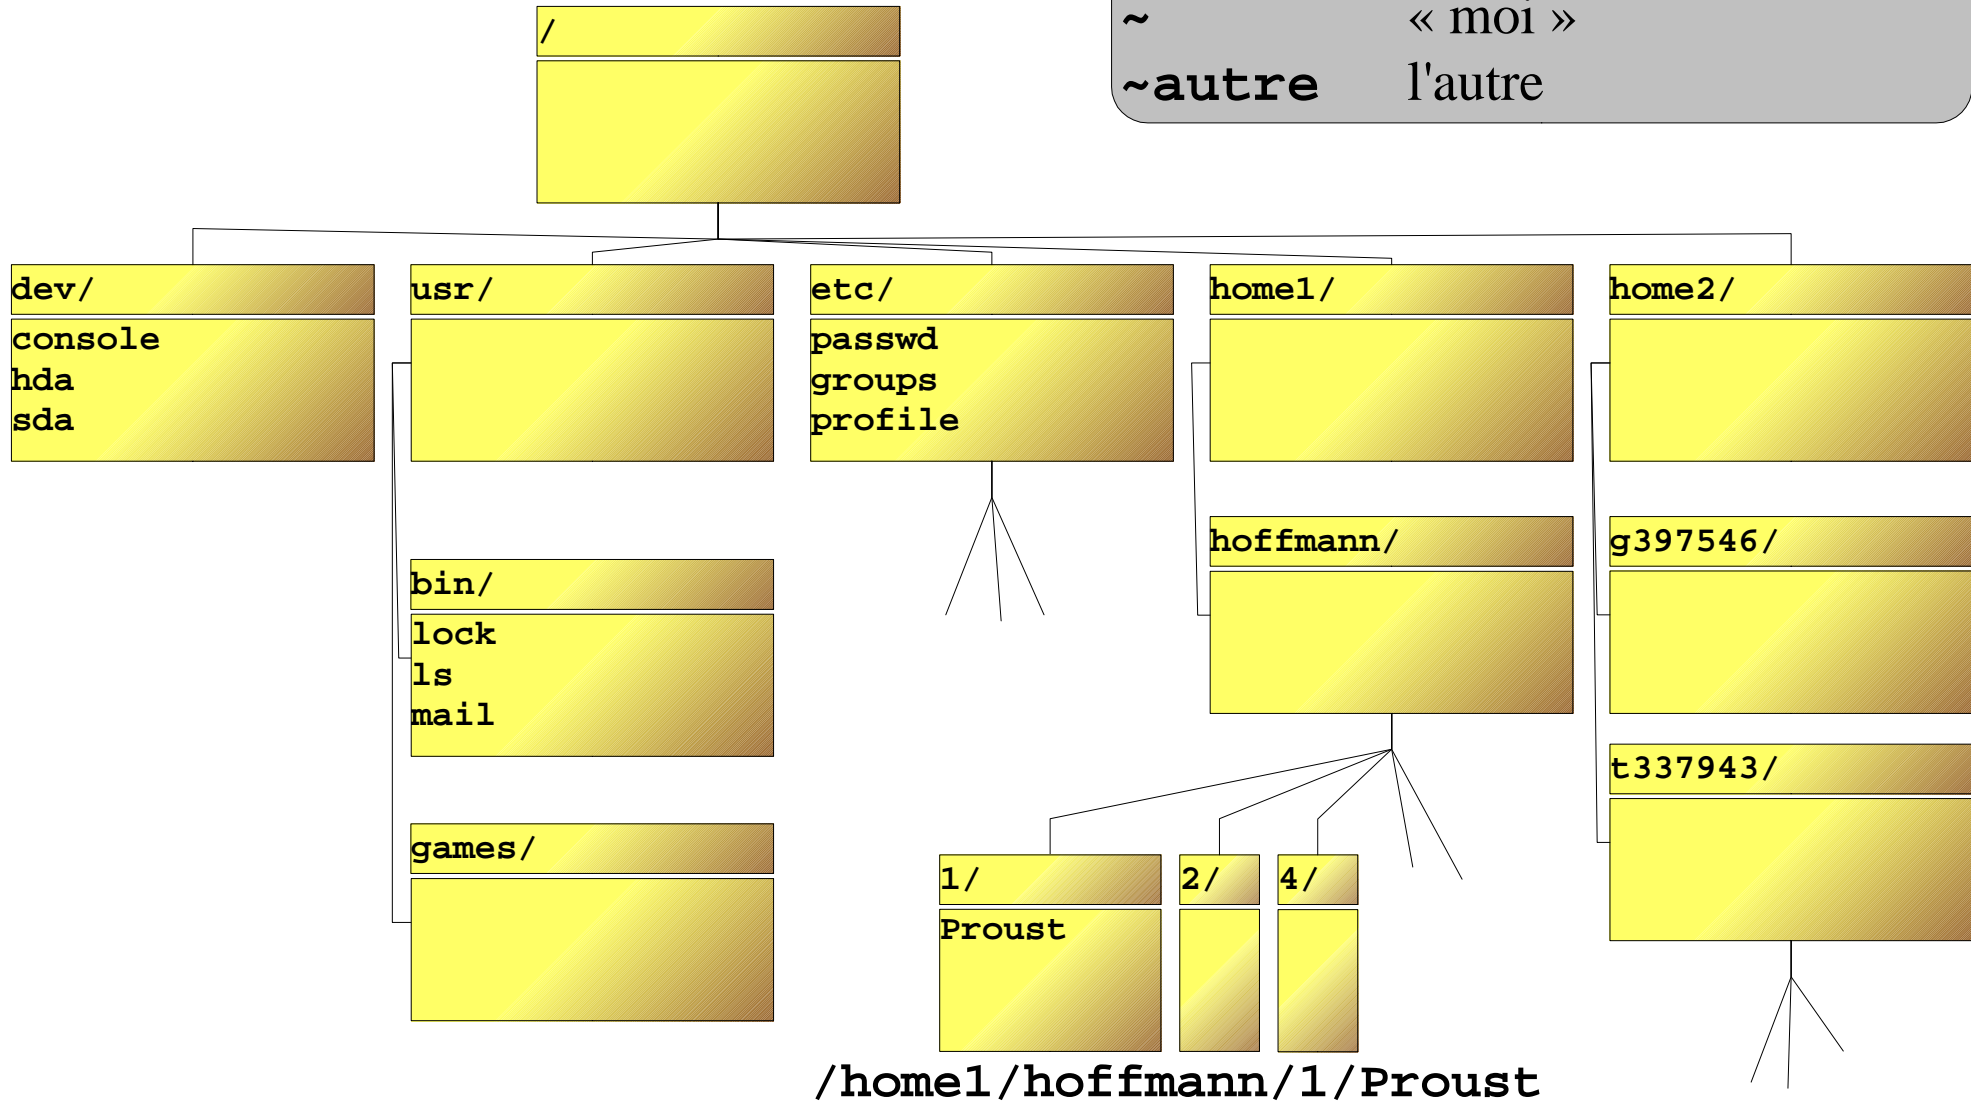 /
~ « moi »
~autre l'autre
dev/
console
hda
sda
usr/
etc/
passwd
groups
profile
home1/
home2/
bin/
lock
ls
mail
games/
hoffmann/
g397546/
t337943/
1/
Proust
2/
4/
/home1/hoffmann/1/Proust